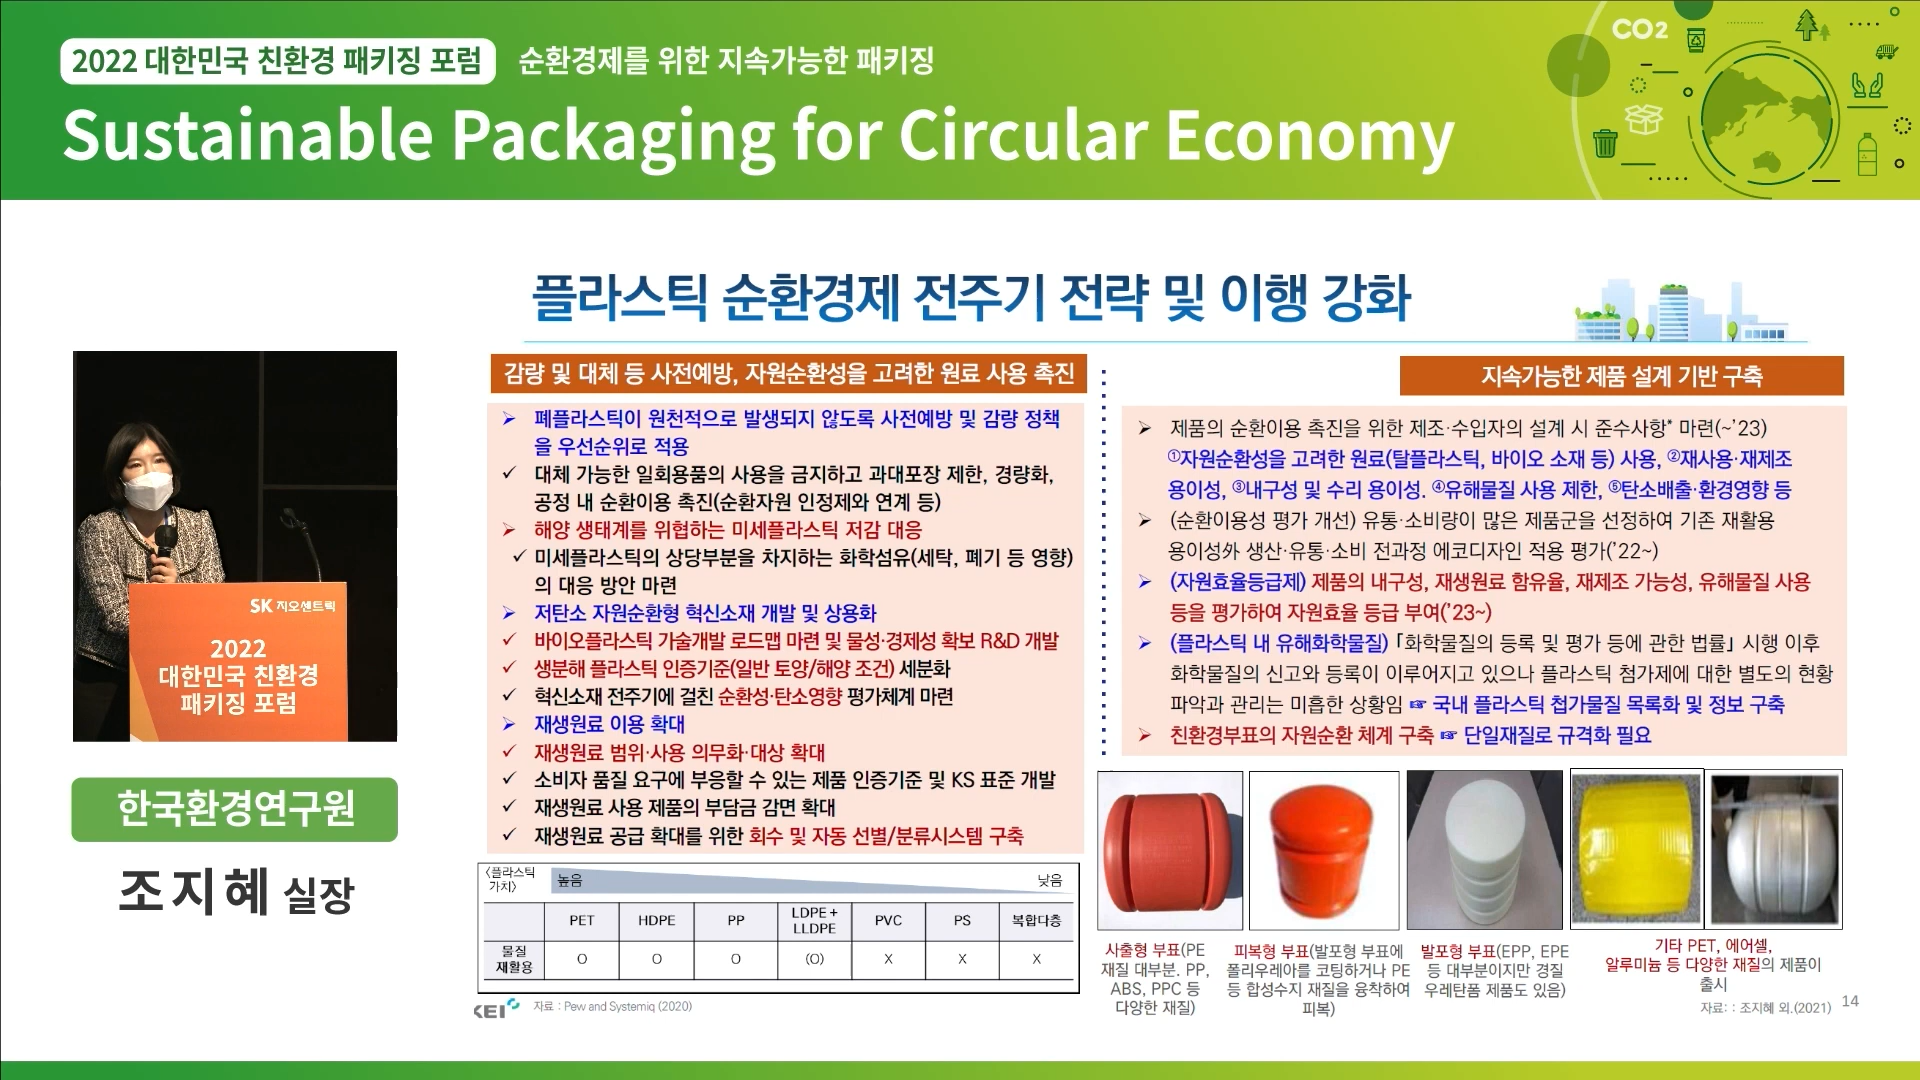 2022 대한민국 친환경 패키징 포럼
순환경제를 위한 지속가능한 패키징
CO2
Sustainable Packaging for Circular Economy
플라스틱 순환경제 전주기 전략 및 이행 강화
SK 지오센트릭
2022
대한민국 친환경
패키징 포럼
한국환경연구원
조지혜 실장
감량 및 대체 등 사전예방, 자원순환성을 고려한 원료 사용 촉진
➢ 폐플라스틱이 원천적으로 발생되지 않도록 사전예방 및 감량 정책
을 우선순위로 적용
✓ 대체 가능한 일회용품의 사용을 금지하고 과대포장 제한, 경량화,
공정 내 순환이용 촉진(순환자원 인정제와 연계 등)
➢ 해양 생태계를 위협하는 미세플라스틱 저감 대응
✓ 미세플라스틱의 상당부분을 차지하는 화학섬유(세탁, 폐기 등 영향)
의 대응 방안 마련
➢ 저탄소 자원순환형 혁신소재 개발 및 상용화
✓ 바이오플라스틱 기술개발 로드맵 마련 및 물성·경제성 확보 R&D 개발
✓ 생분해 플라스틱 인증기준(일반 토양/해양 조건) 세분화
✓ 혁신소재 전주기에 걸친 순환성·탄소영향 평가체계 마련
➢ 재생원료 이용 확대
✓ 재생원료 범위·사용 의무화·대상 확대
✓ 소비자 품질 요구에 부응할 수 있는 제품 인증기준 및 KS 표준 개발
✓ 재생원료 사용 제품의 부담금 감면 확대
✓ 재생원료 공급 확대를 위한 회수 및 자동 선별/분류시스템 구축
<플라스틱
가치>
높음 낮음
PET HDPE PP LDPE + LLDPE PVC PS 복합다층
물질 재활용 O O O (O) X X X
KEI
자료 : Pew and Systemiq (2020)
지속가능한 제품 설계 기반 구축
➢ 제품의 순환이용 촉진을 위한 제조·수입자의 설계 시 준수사항* 마련(~’23)
①자원순환성을 고려한 원료(탈플라스틱, 바이오 소재 등) 사용, ②재사용·재제조
용이성, ③내구성 및 수리 용이성. ④유해물질 사용 제한, ⑤탄소배출·환경영향 등
➢ (순환이용성 평가 개선) 유통·소비량이 많은 제품군을 선정하여 기존 재활용
용이성外 생산·유통·소비 전과정 에코디자인 적용 평가(’22~)
➢ (자원효율등급제) 제품의 내구성, 재생원료 함유율, 재제조 가능성, 유해물질 사용
등을 평가하여 자원효율 등급 부여(’23~)
➢ (플라스틱 내 유해화학물질) ｢화학물질의 등록 및 평가 등에 관한 법률｣ 시행 이후
화학물질의 신고와 등록이 이루어지고 있으나 플라스틱 첨가제에 대한 별도의 현황
파악과 관리는 미흡한 상황임 ☞ 국내 플라스틱 첨가물질 목록화 및 정보 구축
➢ 친환경부표의 자원순환 체계 구축 ☞ 단일재질로 규격화 필요
사출형 부표(PE
재질 대부분. PP,
ABS, PPC 등
다양한 재질)
피복형 부표(발포형 부표에
폴리우레아를 코팅하거나 PE
등 합성수지 재질을 융착하여
피복)
발포형 부표(EPP, EPE
등 대부분이지만 경질
우레탄폼 제품도 있음)
기타 PET, 에어셀,
알루미늄 등 다양한 재질의 제품이
출시
자료: : 조지혜 외.(2021)
14